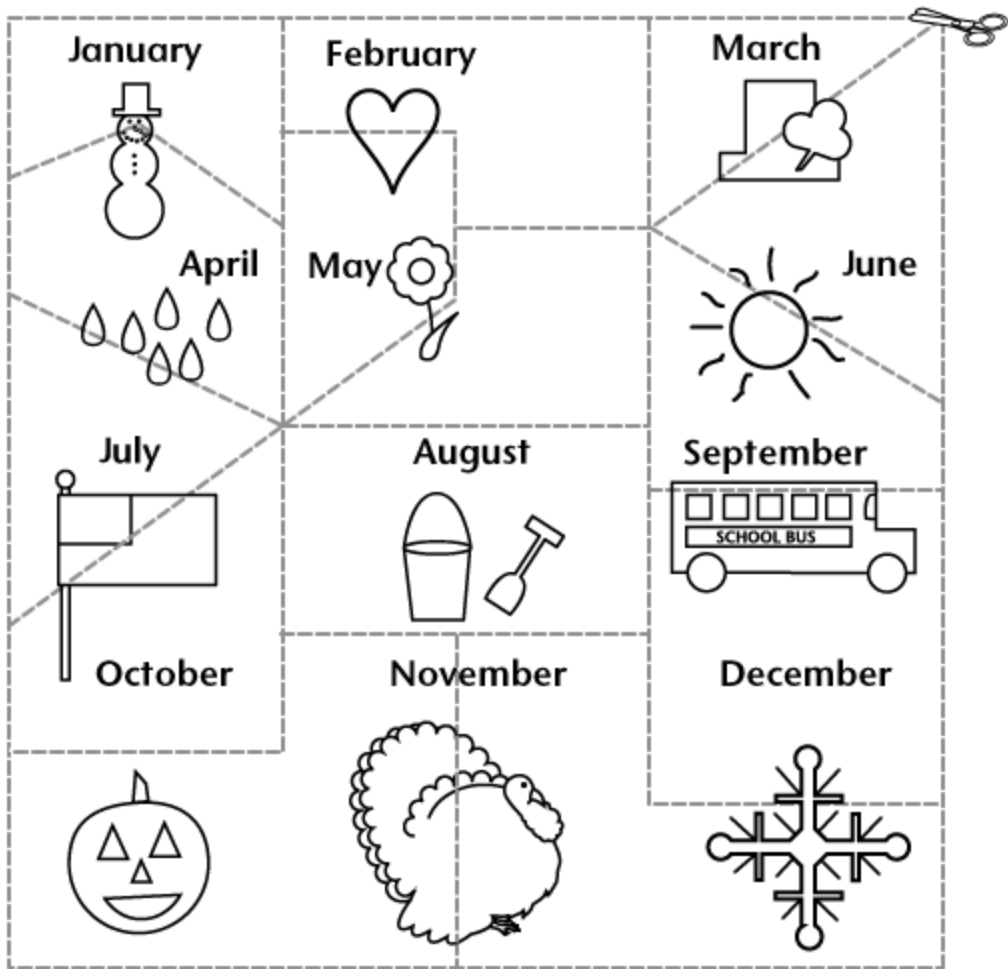 January
February
March
April
May
June
July
August
September
SCHOOL BUS
October
November
December